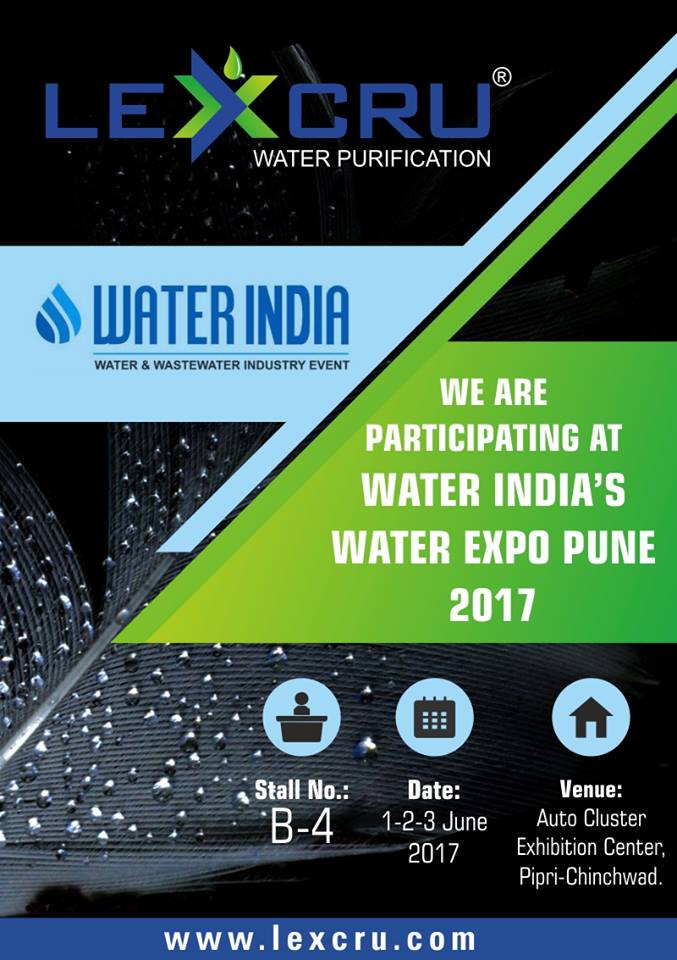 LEXCRU®
WATER PURIFICATION
WATER INDIA
WATER & WASTEWATER INDUSTRY EVENT
WE ARE
PARTICIPATING AT
WATER INDIA'S
WATER EXPO PUNE
2017
Stall No.:
B-4
Date:
1-2-3 June
2017
Venue:
Auto Cluster
Exhibition Center,
Pipri-Chinchwad.
www.lexcru.com